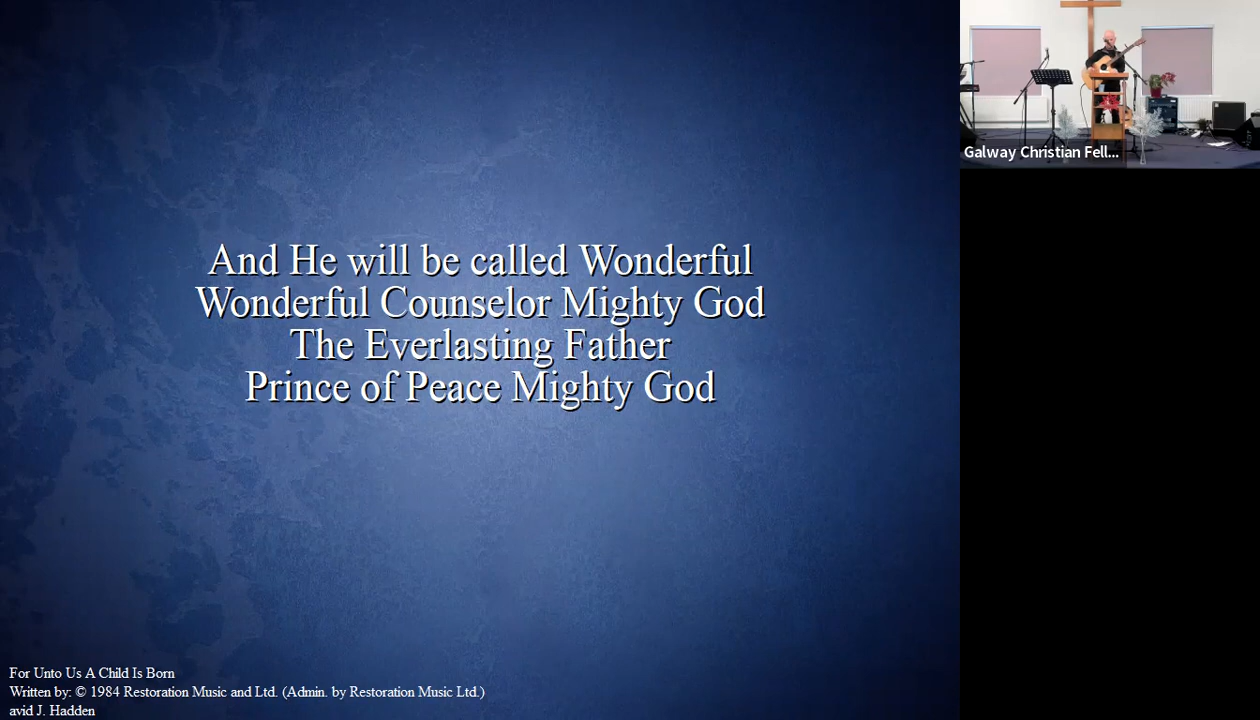 And He will be called Wonderful
Wonderful Counselor Mighty God
The Everlasting Father
Prince of Peace Mighty God
Galway Christian Fell...
For Unto Us A Child Is Born
Written by: © 1984 Restoration Music and Ltd. (Admin. by Restoration Music Ltd.)
avid J. Hadden